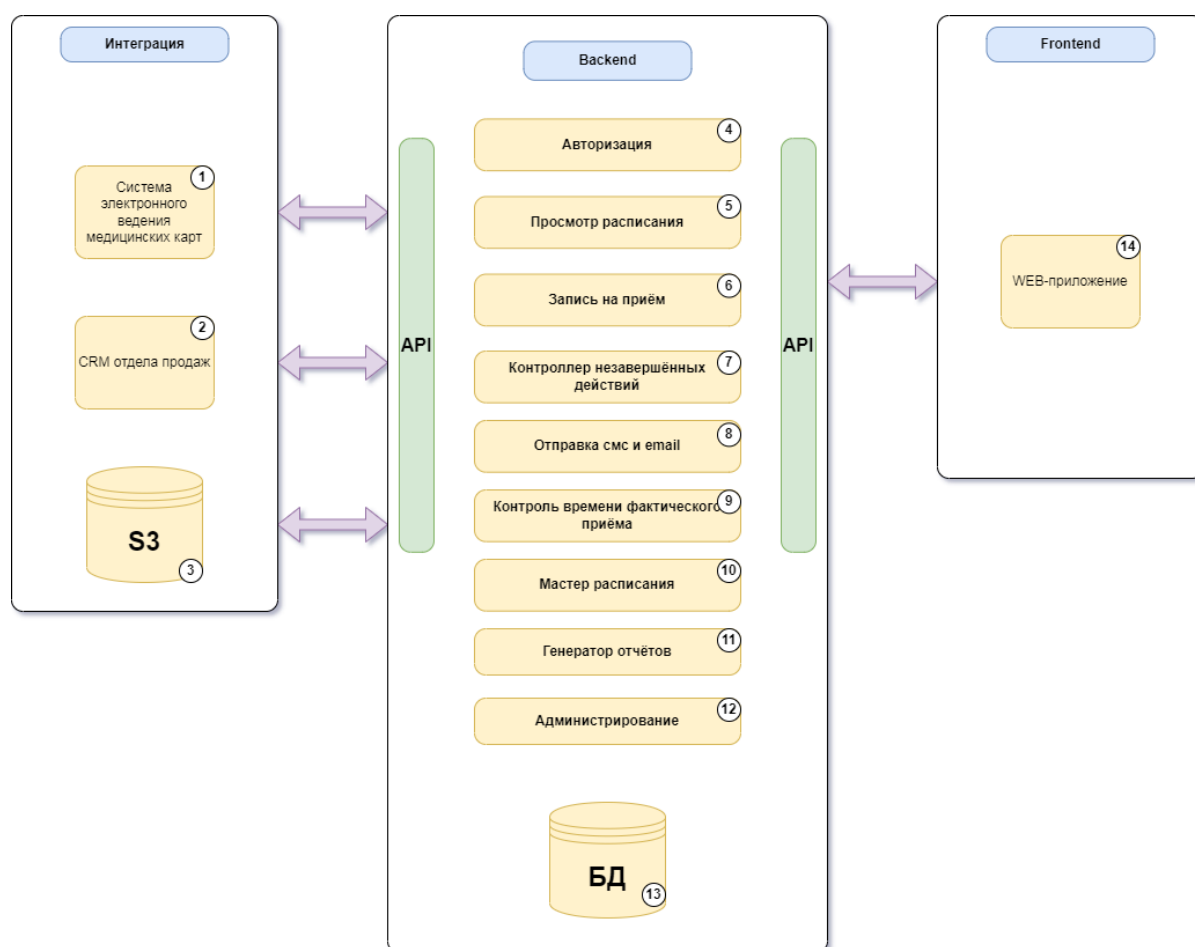 Интеграция
1
Система
электронного
ведения
медицинских карт
2
CRM отдела продаж
S3
3
Backend
API
4
Авторизация
5
Просмотр расписания
6
Запись на приём
7
Контроллер незавершённых
действий
8
Отправка смс и email
9
Контроль времени фактического
приёма
10
Мастер расписания
11
Генератор отчётов
12
Администрирование
БД
13
API
Frontend
14
WEB-приложение